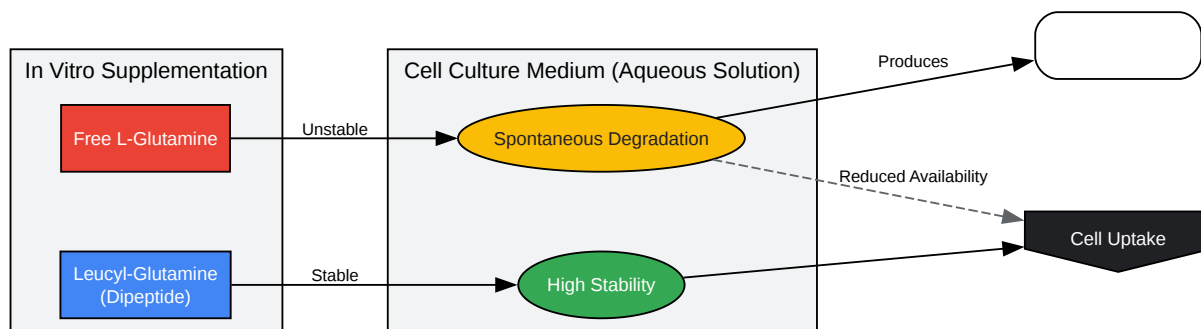 In Vitro Supplementation
Cell Culture Medium (Aqueous Solution)
Produces
Free L-Glutamine
Unstable
Spontaneous Degradation
Reduced Availability
Leucyl-Glutamine
(Dipeptide)
Stable
High Stability
Cell Uptake